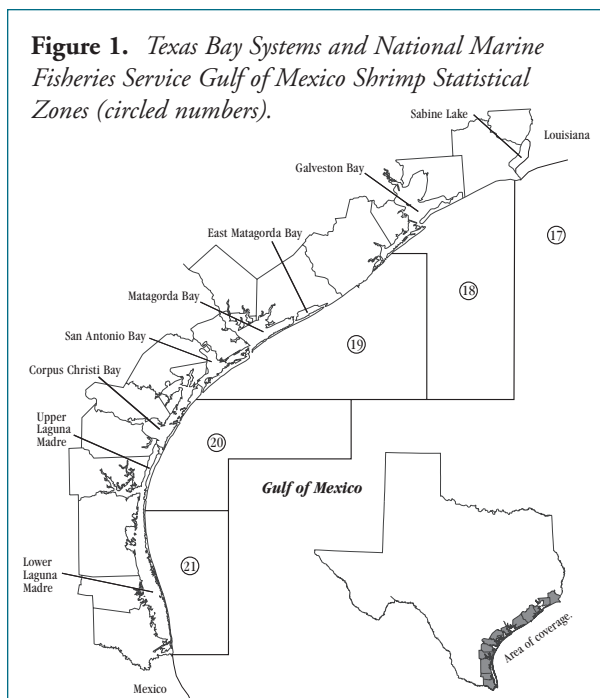 Figure 1. Texas Bay Systems and National Marine
Fisheries Service Gulf of Mexico Shrimp Statistical
Zones (circled numbers).
Sabine Lake
Louisiana
Galveston Bay
17
East Matagorda Bay
18
Matagorda Bay
San Antonio Bay
19
Corpus Christi Bay
Upper
Laguna
Madre
20
Gulf of Mexico
21
Lower
Laguna
Madre
Area of coverage.
Mexico